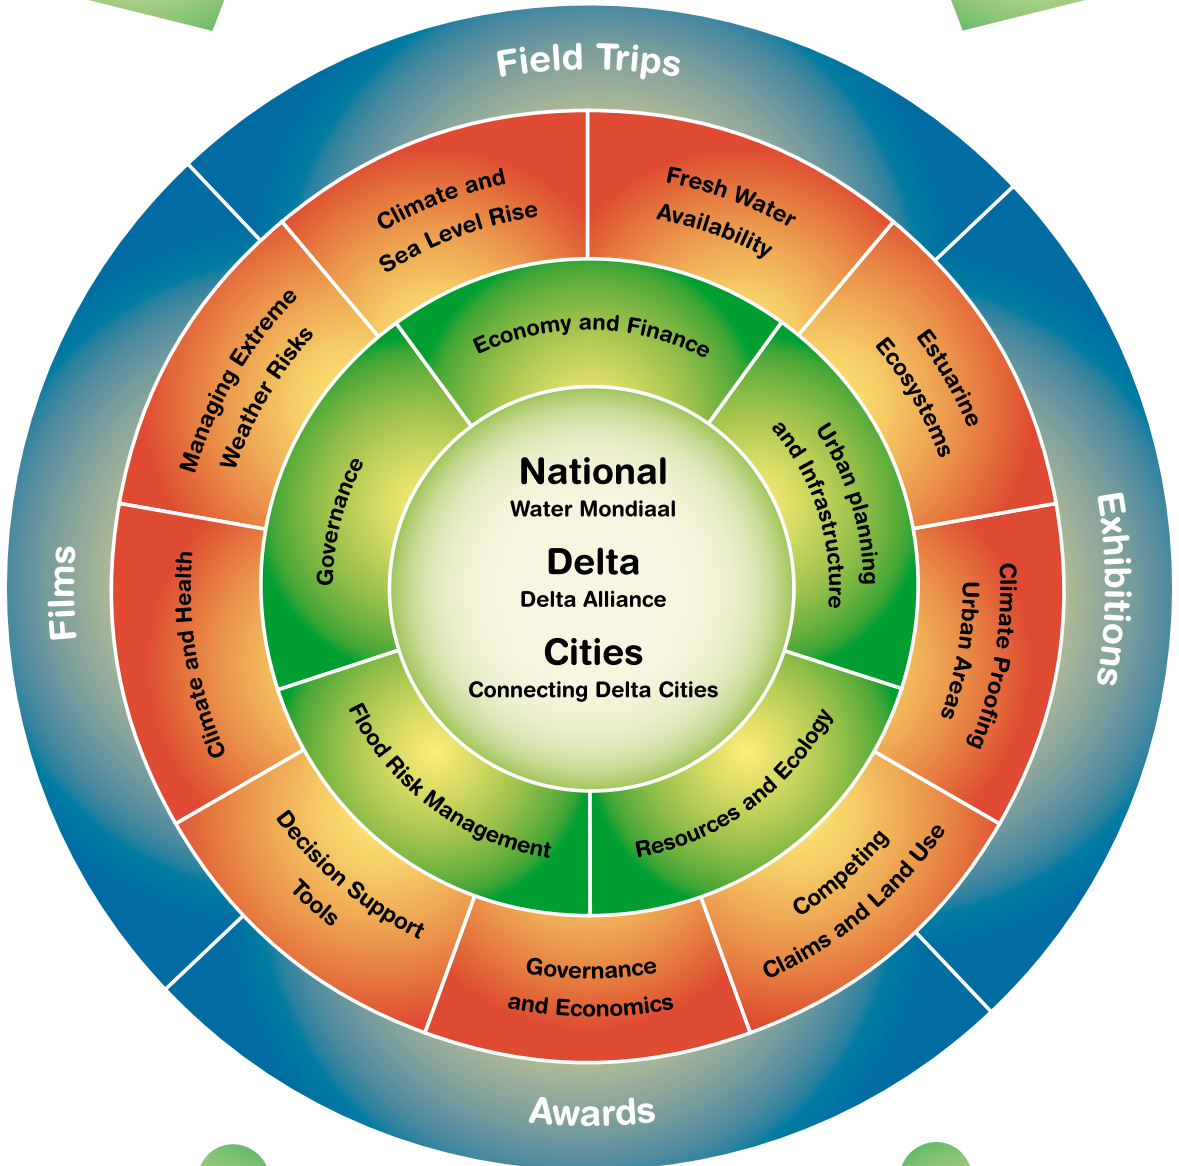 Field Trips
Exhibitions
Awards
Films
Climate and
Sea Level Rise
Fresh Water
Availability
Estuarine
Ecosystems
Climate Proofing
Urban Areas
Competing
Claims and Land Use
Governance
and Economics
Decision Support
Tools
Climate and Health
Managing Extreme
Weather Risks
Economy and Finance
Urban planning
and Infrastructure
Resources and Ecology
Flood Risk Management
Governance
National
Water Mondiaal
Delta
Delta Alliance
Cities
Connecting Delta Cities